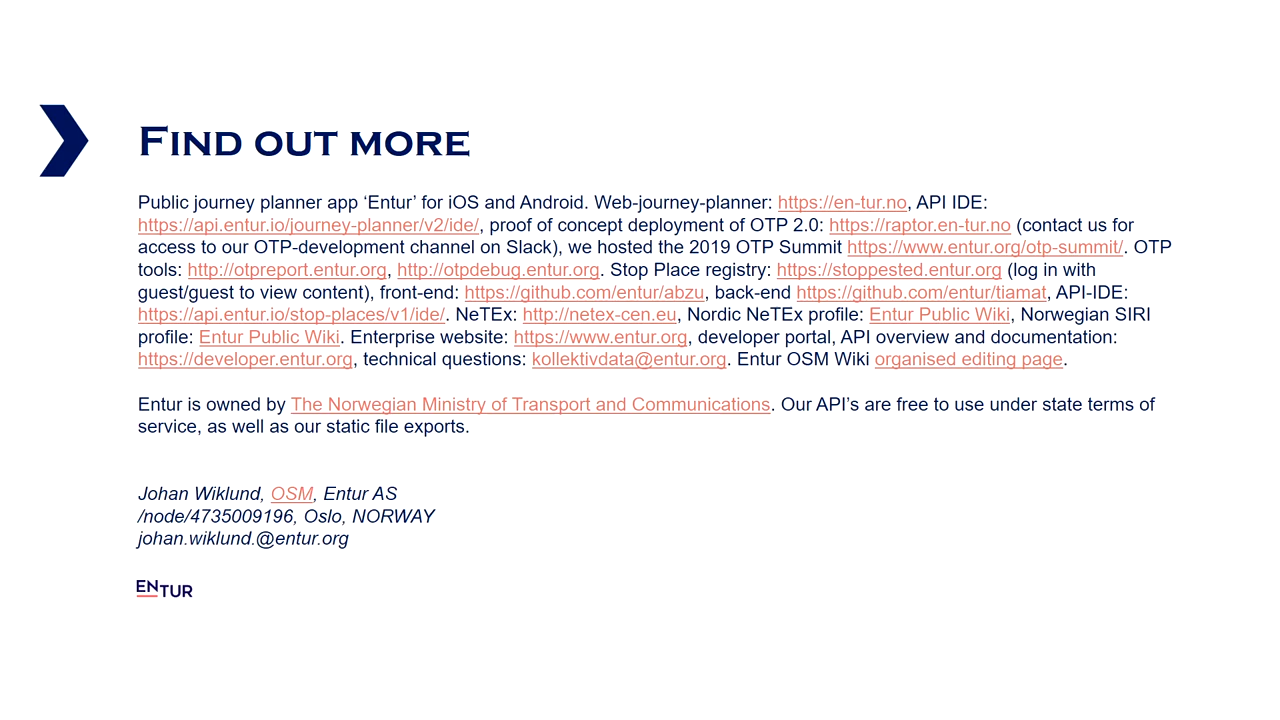 Find out more
Public journey planner app ‘Entur’ for iOS and Android. Web-journey-planner: https://en-tur.no, API IDE:
https://api.entur.io/journey-planner/v2/ide/, proof of concept deployment of OTP 2.0: https://raptor.en-tur.no (contact us for
access to our OTP-development channel on Slack), we hosted the 2019 OTP Summit https://www.entur.org/otp-summit/. OTP
tools: http://otpreport.entur.org, http://otpdebug.entur.org. Stop Place registry: https://stoppested.entur.org (log in with
guest/guest to view content), front-end: https://github.com/entur/abzu, back-end https://github.com/entur/tiamat, API-IDE:
https://api.entur.io/stop-places/v1/ide/. NeTEx: http://netex-cen.eu, Nordic NeTEx profile: Entur Public Wiki, Norwegian SIRI
profile: Entur Public Wiki. Enterprise website: https://www.entur.org, developer portal, API overview and documentation:
https://developer.entur.org, technical questions: kollektivdata@entur.org. Entur OSM Wiki organised editing page.
Entur is owned by The Norwegian Ministry of Transport and Communications. Our API’s are free to use under state terms of
service, as well as our static file exports.
Johan Wiklund, OSM, Entur AS
/node/4735009196, Oslo, NORWAY
johan.wiklund.@entur.org
ENTUR